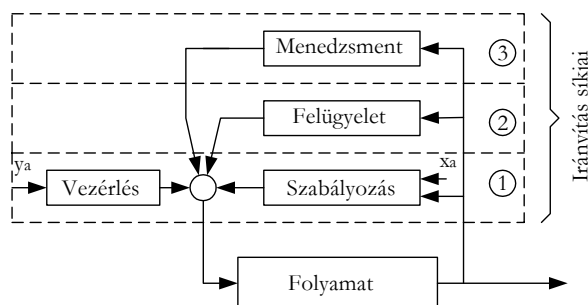 Menedzsment
3
Felügyelet
2
ya
Vezérlés
xa
Szabályozás
1
Folyamat
Irányítás síkjai